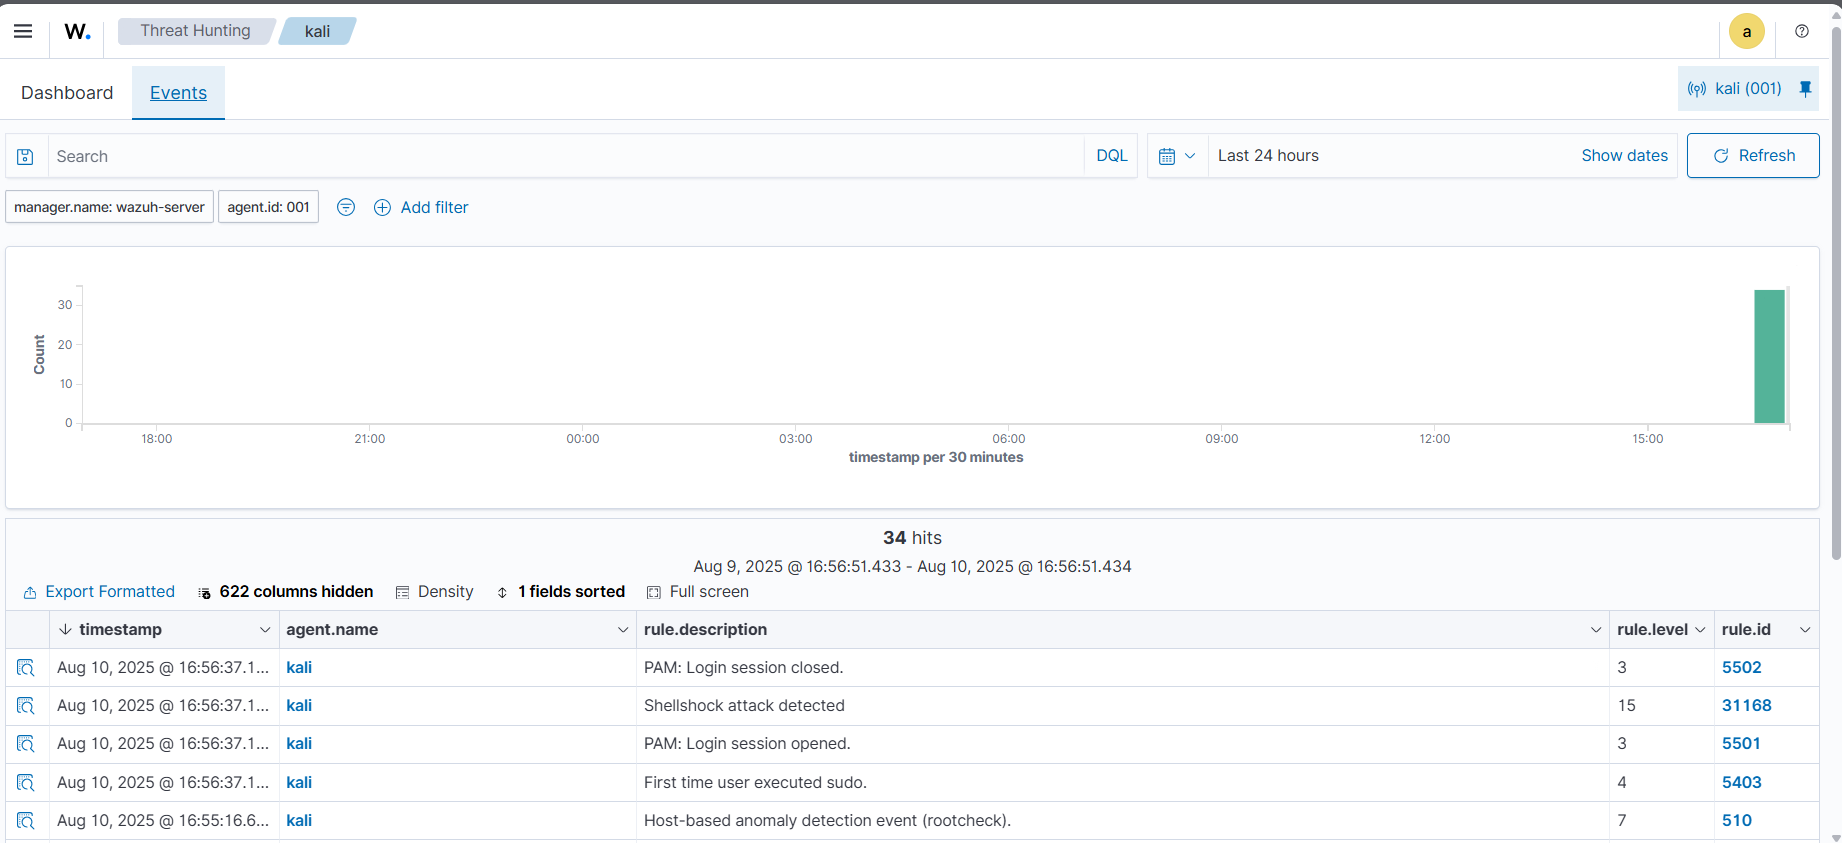 W. Threat Hunting kali a
Dashboard Events kali (001)
Search DQL Last 24 hours Show dates Refresh
manager.name: wazuh-server agent.id: 001 Add filter
30
20
10
0
Count
18:00 21:00 00:00 03:00 06:00 09:00 12:00 15:00
timestamp per 30 minutes
34 hits
Aug 9, 2025 @ 16:56:51.433 - Aug 10, 2025 @ 16:56:51.434
Export Formatted 622 columns hidden Density 1 fields sorted Full screen
timestamp agent.name rule.description rule.level rule.id
Aug 10, 2025 @ 16:56:37.1... kali PAM: Login session closed. 3 5502
Aug 10, 2025 @ 16:56:37.1... kali Shellshock attack detected 15 31168
Aug 10, 2025 @ 16:56:37.1... kali PAM: Login session opened. 3 5501
Aug 10, 2025 @ 16:56:37.1... kali First time user executed sudo. 4 5403
Aug 10, 2025 @ 16:55:16.6... kali Host-based anomaly detection event (rootcheck). 7 510